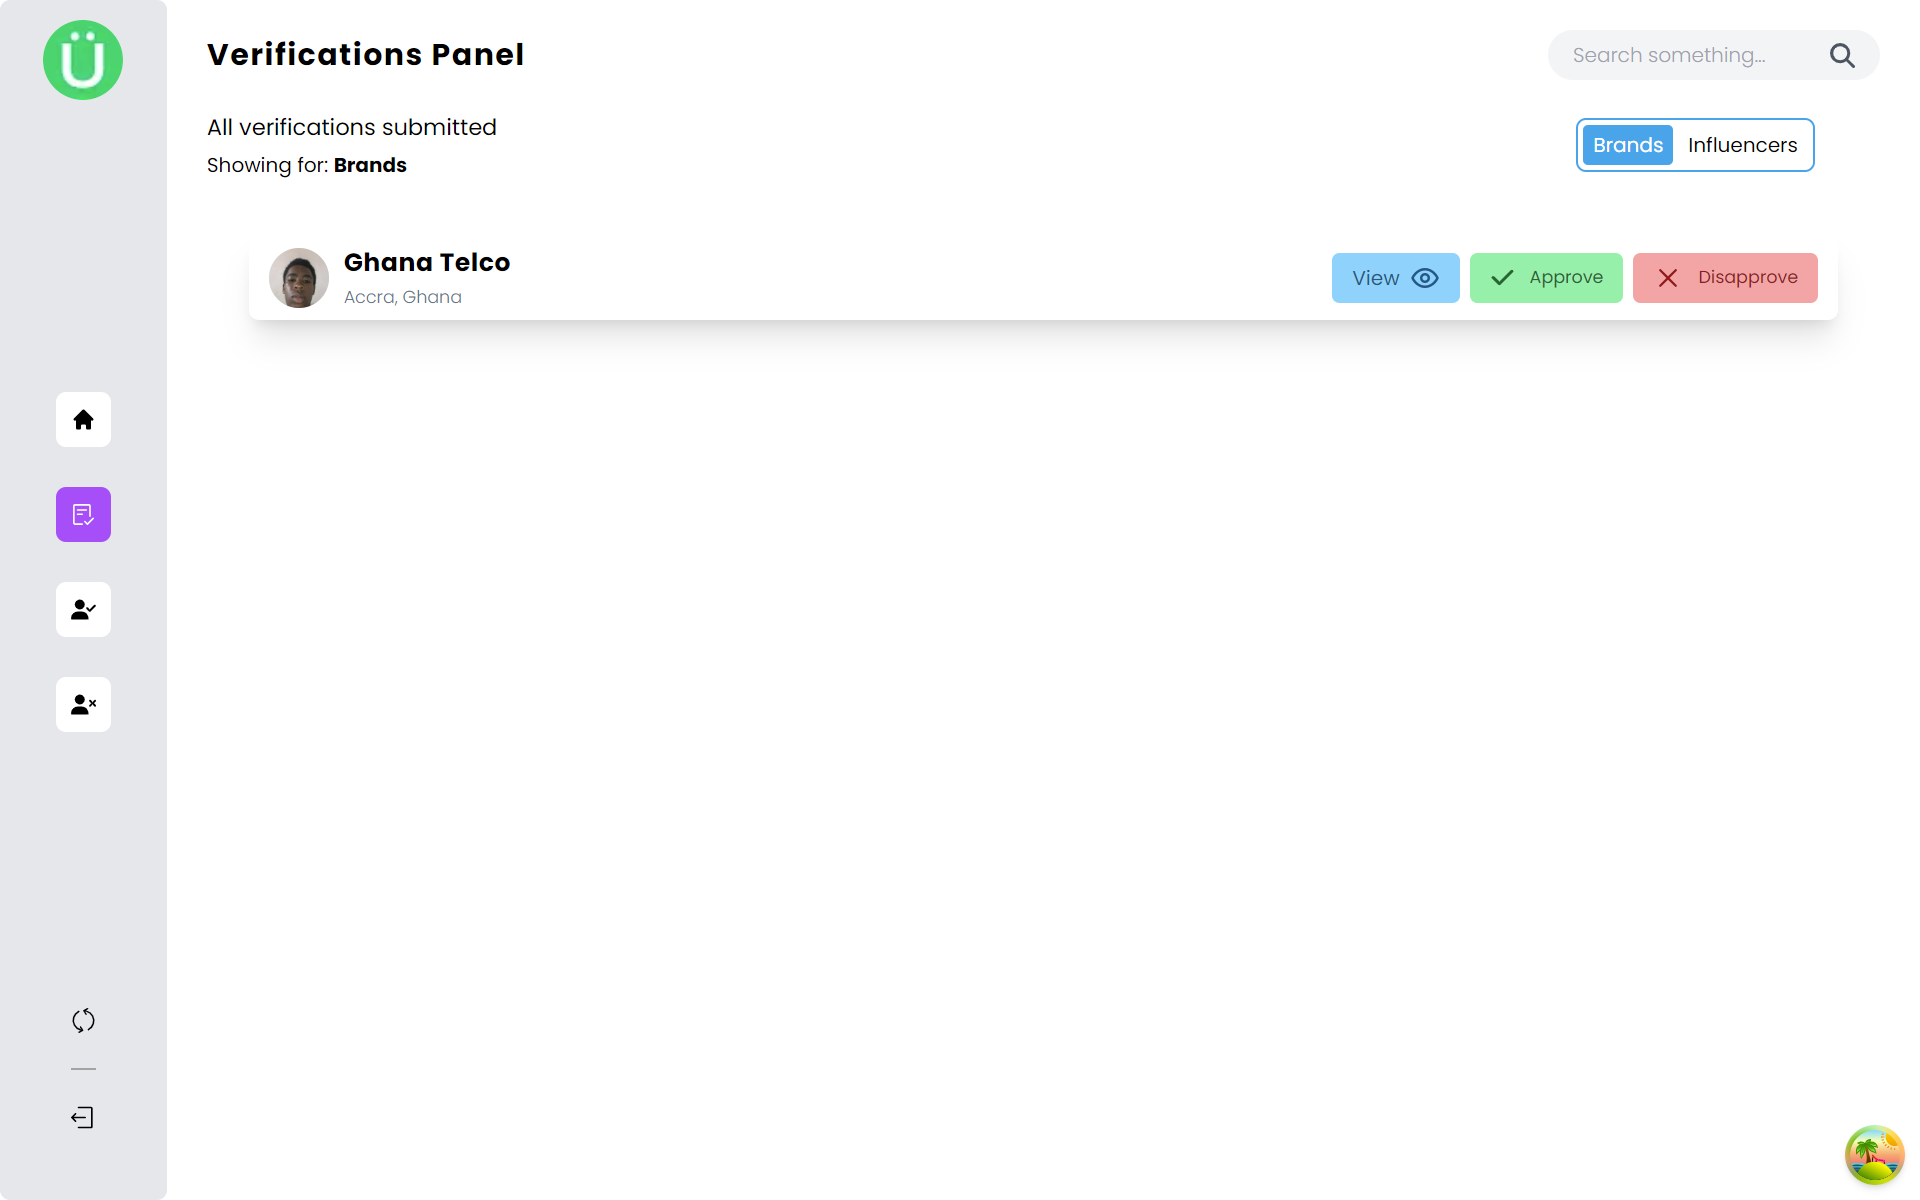 Ü
Verifications Panel
Search something...
All verifications submitted
Showing for: Brands
Brands
Influencers
Ghana Telco
Accra, Ghana
View
Approve
Disapprove